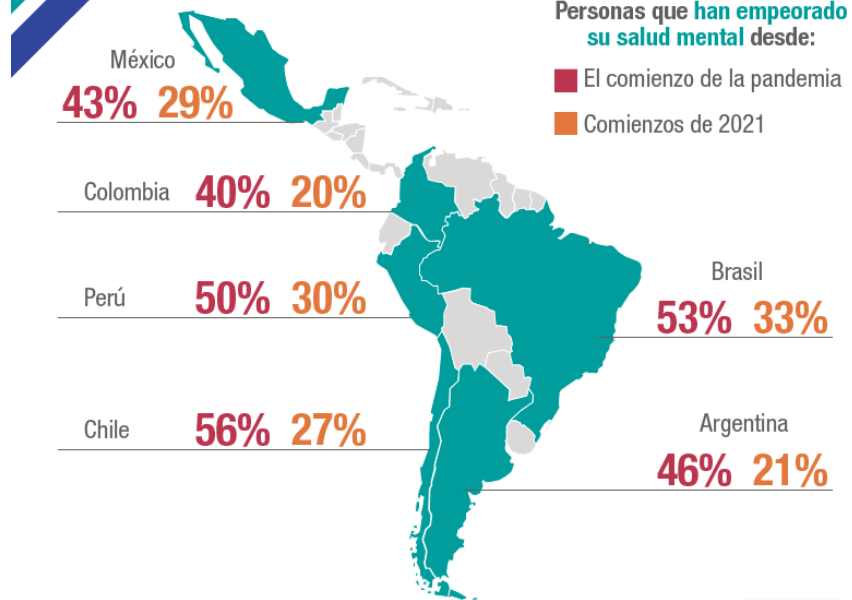 Personas que han empeorado
su salud mental desde:
El comienzo de la pandemia
Comienzos de 2021
México
43% 29%
Colombia 40% 20%
Perú 50% 30%
Chile 56% 27%
Brasil
53% 33%
Argentina
46% 21%